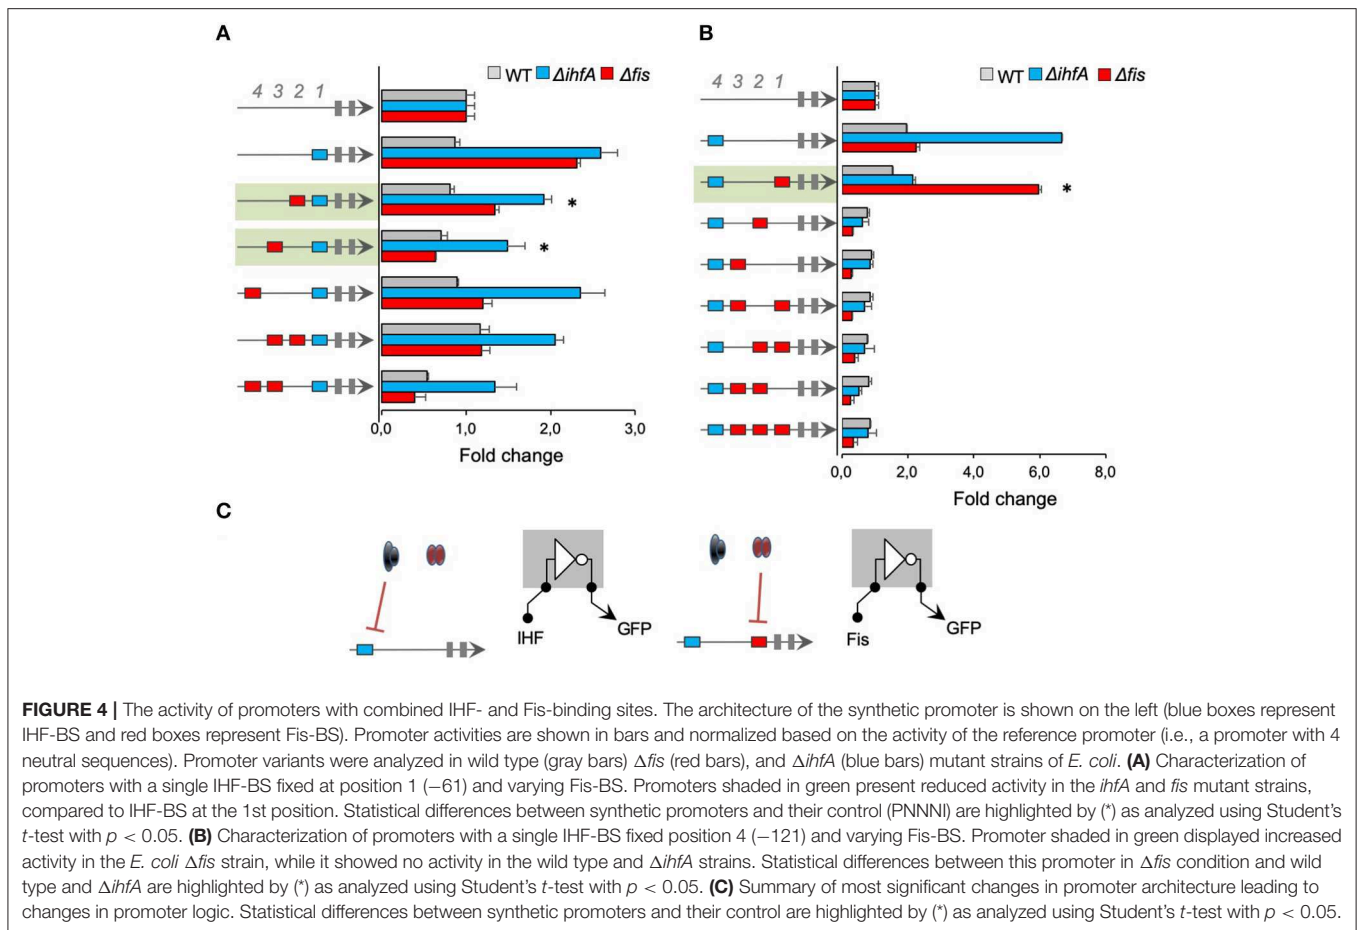 A
WT ΔihfA Δfis
4 3 2 1
*
*
0,0 1,0 2,0 3,0
Fold change
B
WT ΔihfA Δfis
4 3 2 1
*
0,0 2,0 4,0 6,0 8,0
Fold change
C
IHF GFP
Fis GFP
FIGURE 4 | The activity of promoters with combined IHF- and Fis-binding sites. The architecture of the synthetic promoter is shown on the left (blue boxes represent
IHF-BS and red boxes represent Fis-BS). Promoter activities are shown in bars and normalized based on the activity of the reference promoter (i.e., a promoter with 4
neutral sequences). Promoter variants were analyzed in wild type (gray bars) Δfis (red bars), and ΔihfA (blue bars) mutant strains of E. coli. (A) Characterization of
promoters with a single IHF-BS fixed at position 1 (−61) and varying Fis-BS. Promoters shaded in green present reduced activity in the ihfA and fis mutant strains,
compared to IHF-BS at the 1st position. Statistical differences between synthetic promoters and their control (PNNNI) are highlighted by (*) as analyzed using Student's
t-test with p < 0.05. (B) Characterization of promoters with a single IHF-BS fixed position 4 (−121) and varying Fis-BS. Promoter shaded in green displayed increased
activity in the E. coli Δfis strain, while it showed no activity in the wild type and ΔihfA strains. Statistical differences between this promoter in Δfis condition and wild
type and ΔihfA are highlighted by (*) as analyzed using Student's t-test with p < 0.05. (C) Summary of most significant changes in promoter architecture leading to
changes in promoter logic. Statistical differences between synthetic promoters and their control are highlighted by (*) as analyzed using Student's t-test with p < 0.05.